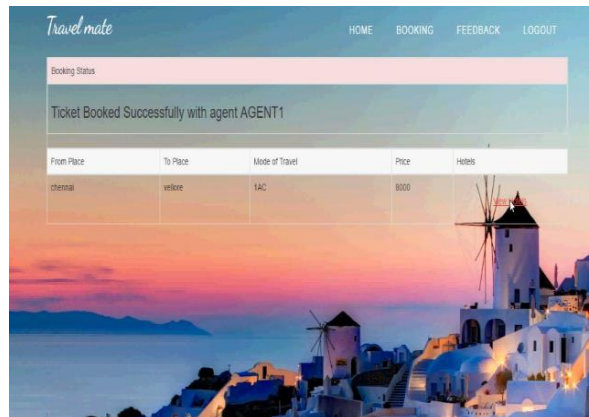 Travel mate
HOME BOOKING FEEDBACK LOGOUT
Booking Status
Ticket Booked Successfully with agent AGENT1
From Place To Place Mode of Travel Price Hotels
chennai vellore 1AC 8000
View